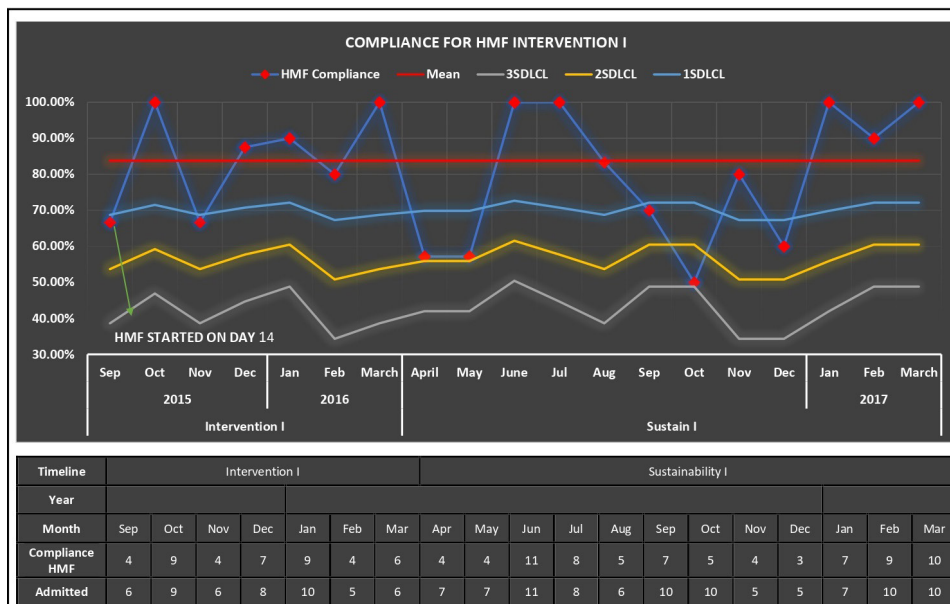 COMPLIANCE FOR HMF INTERVENTION I
HMF Compliance Mean 3SDLCL 2SDLCL 1SDLCL
100.00%
90.00%
80.00%
70.00%
60.00%
50.00%
40.00%
30.00%
HMF STARTED ON DAY 14
Sep Oct Nov Dec Jan Feb March April May June Jul Aug Sep Oct Nov Dec Jan Feb March
2015 2016 2017
Intervention I Sustain I
Timeline Intervention I Sustainability I
Year
Month Sep Oct Nov Dec Jan Feb Mar Apr May Jun Jul Aug Sep Oct Nov Dec Jan Feb Mar
Compliance HMF 4 9 4 7 9 4 6 4 4 11 8 5 7 5 4 3 7 9 10
Admitted 6 9 6 8 10 5 6 7 7 11 8 6 10 10 5 5 7 10 10